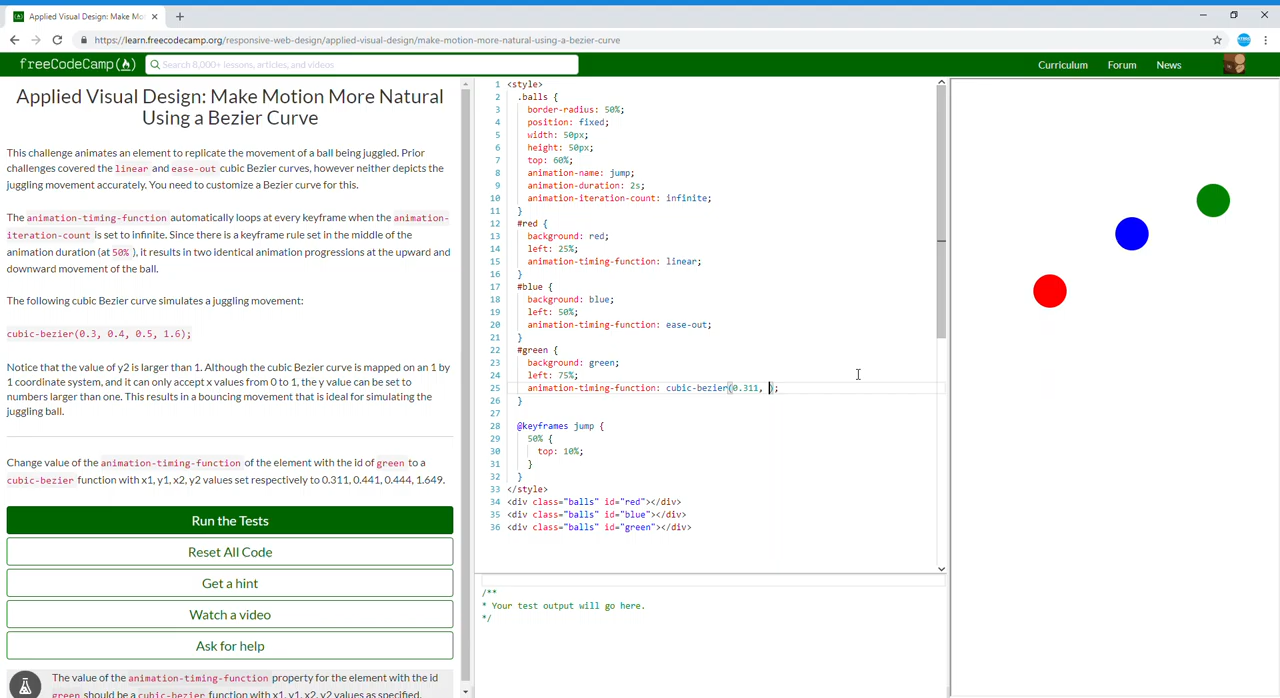 Applied Visual Design: Make Mo
https://learn.freecodecamp.org/responsive-web-design/applied-visual-design/make-motion-more-natural-using-a-bezier-curve
freeCodeCamp
Search 8,000+ lessons, articles, and videos
Curriculum
Forum
News
Applied Visual Design: Make Motion More Natural
Using a Bezier Curve
This challenge animates an element to replicate the movement of a ball being juggled. Prior
challenges covered the linear and ease-out cubic Bezier curves, however neither depicts the
juggling movement accurately. You need to customize a Bezier curve for this.
The animation-timing-function automatically loops at every keyframe when the animation-
iteration-count is set to infinite. Since there is a keyframe rule set in the middle of the
animation duration (at 50% ), it results in two identical animation progressions at the upward and
downward movement of the ball.
The following cubic Bezier curve simulates a juggling movement:
cubic-bezier(0.3, 0.4, 0.5, 1.6);
Notice that the value of y2 is larger than 1. Although the cubic Bezier curve is mapped on an 1 by
1 coordinate system, and it can only accept x values from 0 to 1, the y value can be set to
numbers larger than one. This results in a bouncing movement that is ideal for simulating the
juggling ball.
Change value of the animation-timing-function of the element with the id of green to a
cubic-bezier function with x1, y1, x2, y2 values set respectively to 0.311, 0.441, 0.444, 1.649.
Run the Tests
Reset All Code
Get a hint
Watch a video
Ask for help
The value of the animation-timing-function property for the element with the id
green should be a cubic-bezier function with x1, y1, x2, y2 values as specified.
1 <style>
2 .balls {
3 border-radius: 50%;
4 position: fixed;
5 width: 50px;
6 height: 50px;
7 top: 60%;
8 animation-name: jump;
9 animation-duration: 2s;
10 animation-iteration-count: infinite;
11 }
12 #red {
13 background: red;
14 left: 25%;
15 animation-timing-function: linear;
16 }
17 #blue {
18 background: blue;
19 left: 50%;
20 animation-timing-function: ease-out;
21 }
22 #green {
23 background: green;
24 left: 75%;
25 animation-timing-function: cubic-bezier(0.311, );
26 }
27
28 @keyframes jump {
29 50% {
30 top: 10%;
31 }
32 }
33 </style>
34 <div class="balls" id="red"></div>
35 <div class="balls" id="blue"></div>
36 <div class="balls" id="green"></div>
/**
* Your test output will go here.
*/